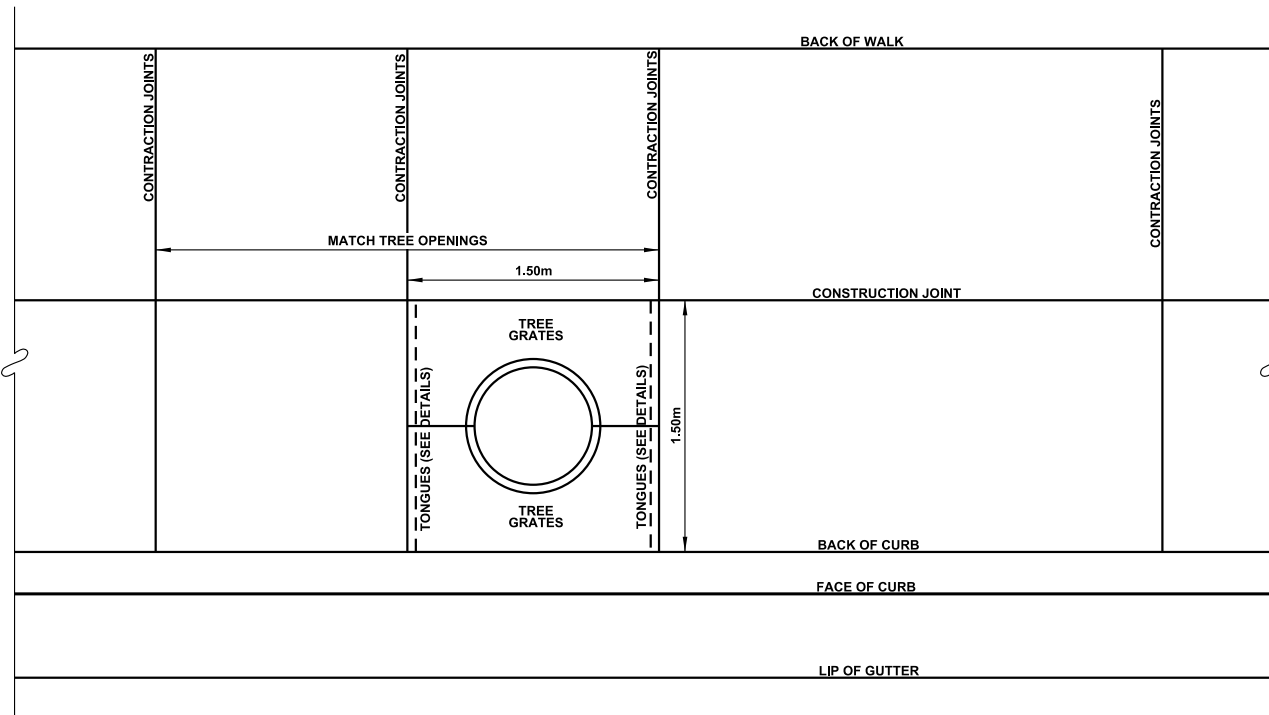 BACK OF WALK
CONTRACTION JOINTS
CONTRACTION JOINTS
CONTRACTION JOINTS
CONTRACTION JOINTS
MATCH TREE OPENINGS
1.50m
CONSTRUCTION JOINT
TREE
GRATES
TONGUES (SEE DETAILS)
TONGUES (SEE DETAILS)
1.50m
TREE
GRATES
BACK OF CURB
FACE OF CURB
LIP OF GUTTER